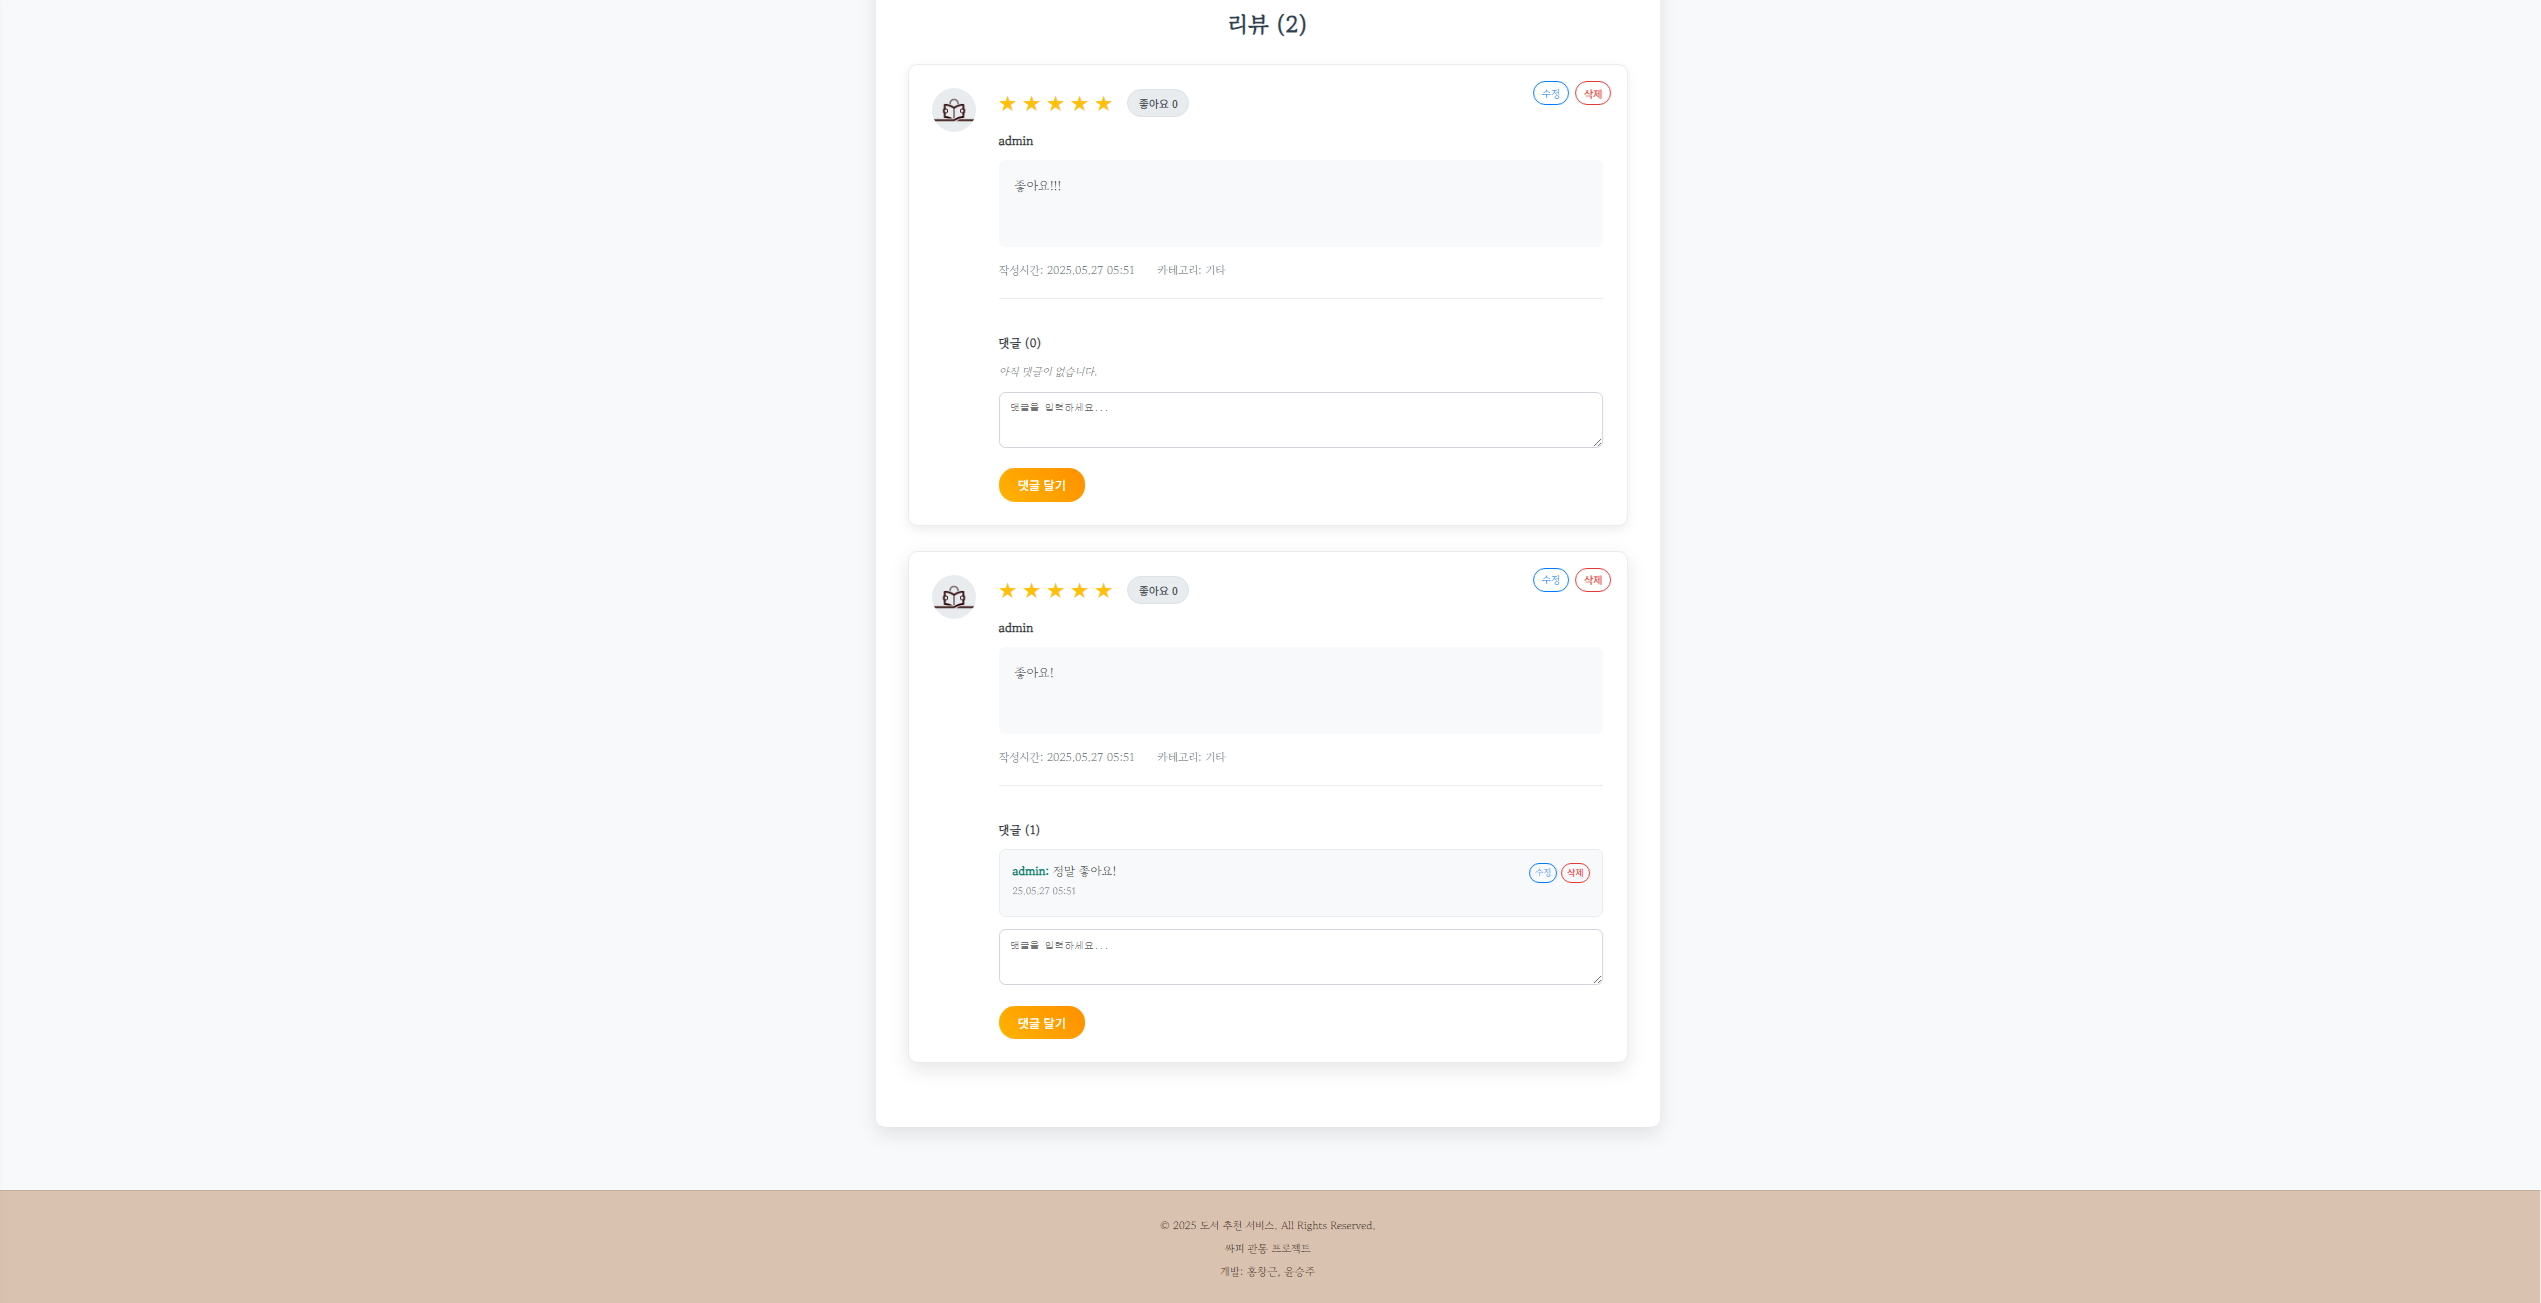 리뷰 (2)
★ ★ ★ ★ ★ 좋아요 0 수정 삭제
admin
좋아요!!!
작성시간: 2025.05.27 05:51 카테고리: 기타
댓글 (0)
아직 댓글이 없습니다.
댓글을 입력하세요...
댓글 달기
★ ★ ★ ★ ★ 좋아요 0 수정 삭제
admin
좋아요!
작성시간: 2025.05.27 05:51 카테고리: 기타
댓글 (1)
admin: 정말 좋아요! 수정 삭제
25.05.27 05:51
댓글을 입력하세요...
댓글 달기
© 2025 도서 추천 서비스. All Rights Reserved.
싸피 관통 프로젝트
개발: 홍창근, 윤승주